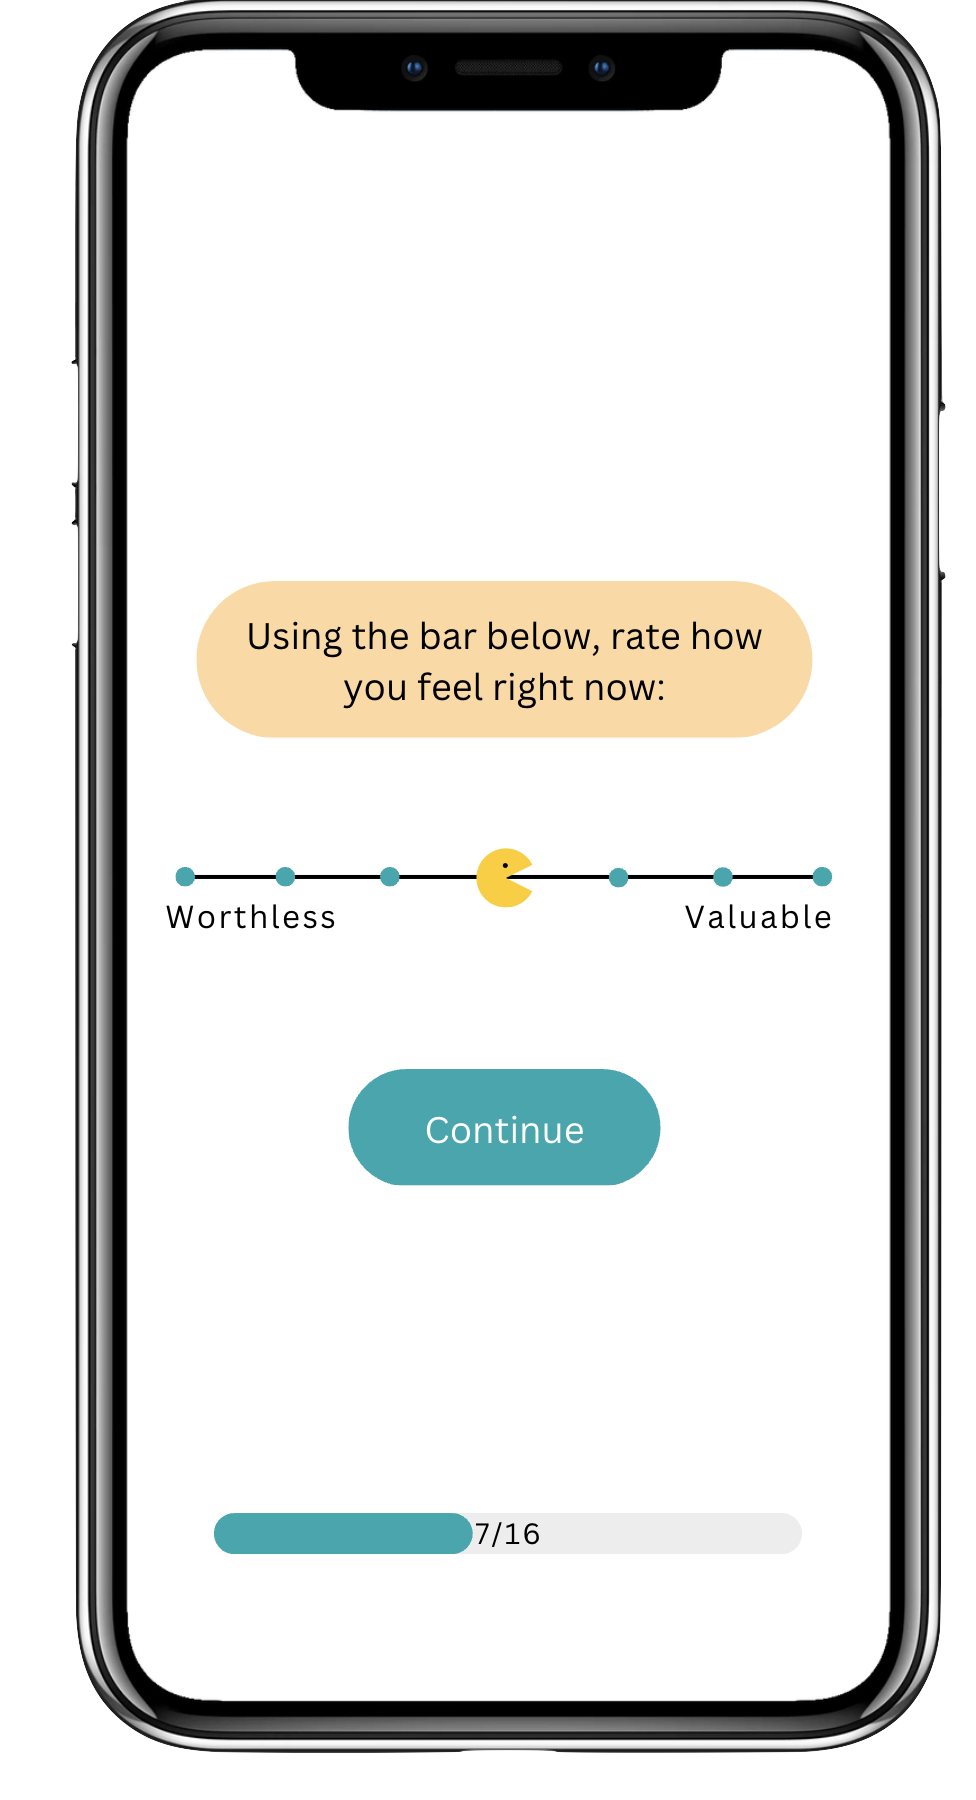 Using the bar below, rate how
you feel right now:
Worthless
Valuable
Continue
7/16